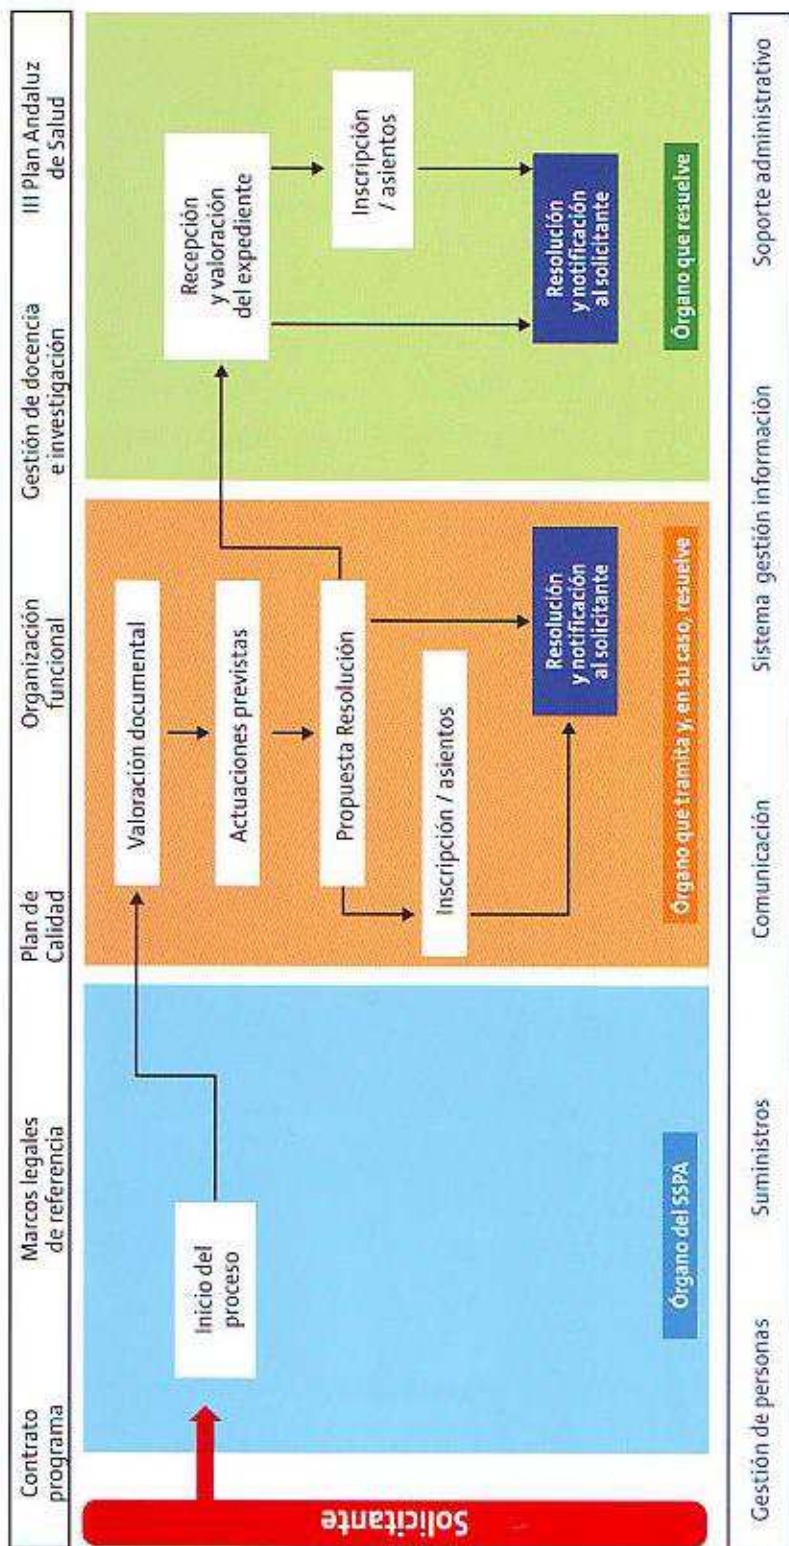 Contrato
programa
Marcos legales
de referencia
Plan de
Calidad
Organización
funcional
Gestión de docencia
e investigación
III Plan Andaluz
de Salud
Solicitante
Inicio del
proceso
Órgano del SSPA
Valoración documental
Actuaciones previstas
Propuesta Resolución
Inscripción / asientos
Resolución
y notificación
al solicitante
Órgano que tramita y, en su caso, resuelve
Recepción
y valoración
del expediente
Inscripción
/ asientos
Resolución
y notificación
al solicitante
Órgano que resuelve
Gestión de personas
Suministros
Comunicación
Sistema gestión información
Soporte administrativo